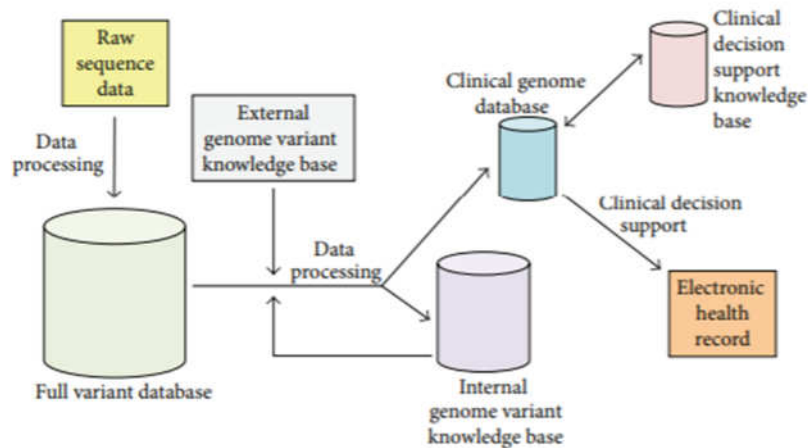 Raw
sequence
data
Data
processing
External
genome variant
knowledge base
Clinical genome
database
Clinical
decision
support
knowledge
base
Clinical decision
support
Data
processing
Electronic
health
record
Full variant database
Internal
genome variant
knowledge base